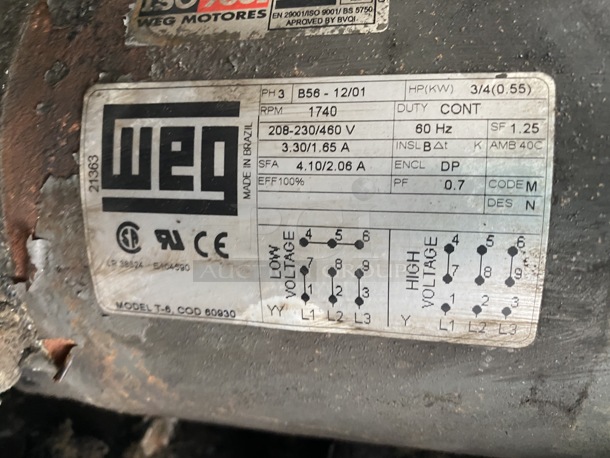 ISO 9001
WEG MOTORES
EN 29001/ISO 9001/ BS 5750
APROVED BY BVQI
PH 3 B56 - 12/01 HP(KW) 3/4(0.55)
RPM 1740 DUTY CONT
208-230/460 V 60 Hz SF 1.25
3.30/1.65 A INSL B Δt K AMB 40C
SFA 4.10/2.06 A ENCL DP
EFF100% PF 0.7 CODE M
DES N
21363
WEG
MADE IN BRAZIL
LR 38324
MODEL T-6, COD 60930
LOW VOLTAGE
4 5 6
7 8 9
1 2 3
YY L1 L2 L3
HIGH VOLTAGE
4 5 6
7 8 9
1 2 3
Y L1 L2 L3